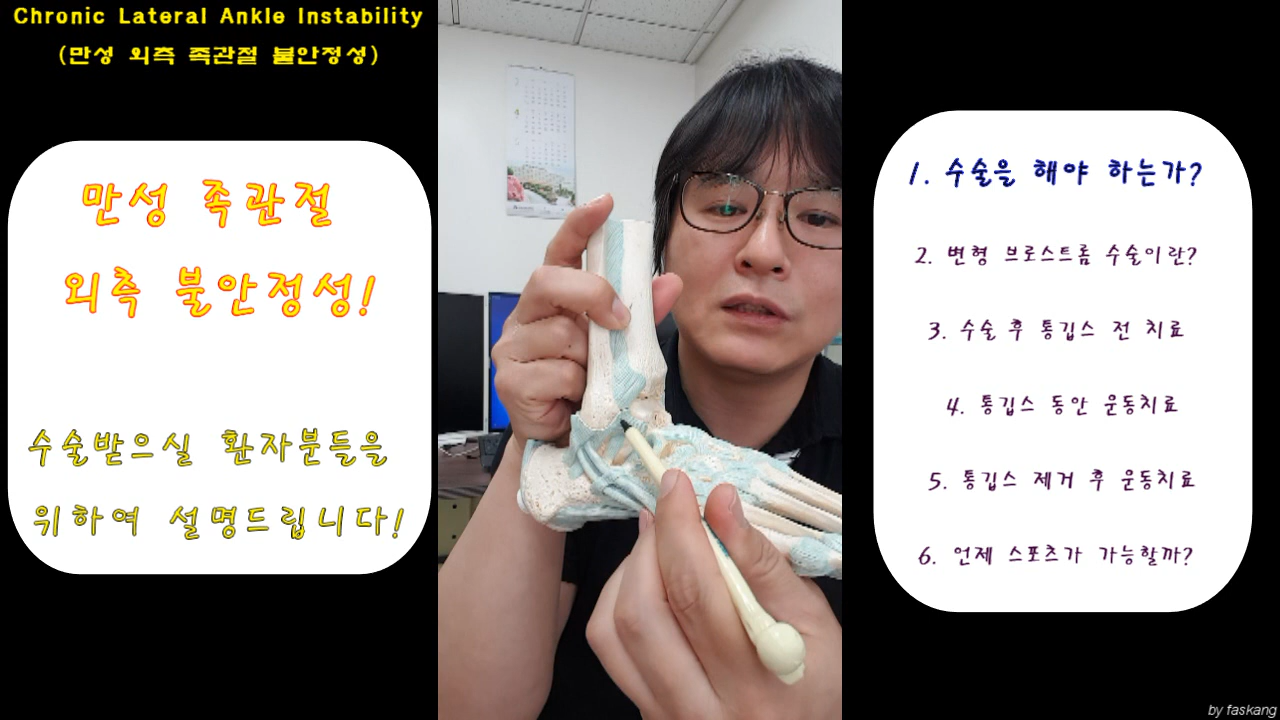 Chronic Lateral Ankle Instability
(만성 외측 족관절 불안정성)
만성 족관절
외측 불안정성!
수술받으실 환자분들을
위하여 설명드립니다!
1. 수술을 해야 하는가?
2. 변형 브로스트롬 수술이란?
3. 수술 후 통깁스 전 치료
4. 통깁스 동안 운동치료
5. 통깁스 제거 후 운동치료
6. 언제 스포츠가 가능할까?
by faskang